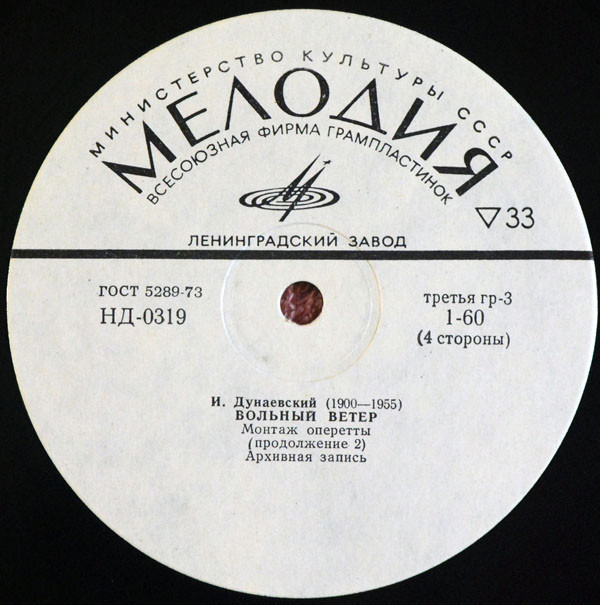 МИНИСТЕРСТВО КУЛЬТУРЫ СССР
МЕЛОДИЯ
ВСЕСОЮЗНАЯ ФИРМА ГРАМПЛАСТИНОК
▽33
ЛЕНИНГРАДСКИЙ ЗАВОД
ГОСТ 5289-73
НД-0319
третья гр-3
1-60
(4 стороны)
И. Дунаевский (1900—1955)
ВОЛЬНЫЙ ВЕТЕР
Монтаж оперетты
(продолжение 2)
Архивная запись